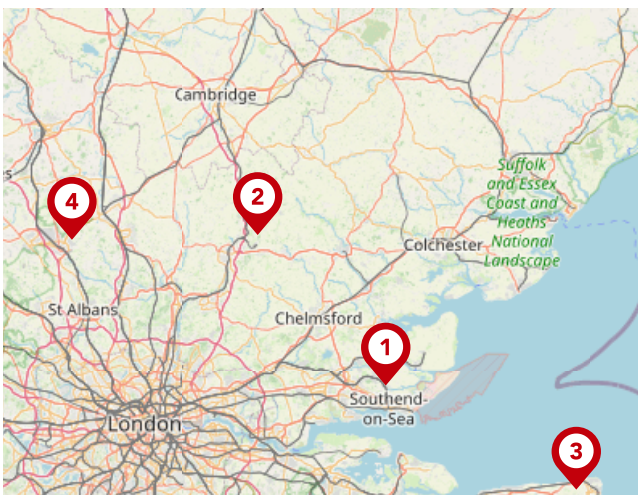 Cambridge
Suffolk
and Essex
Coast and
Heaths
National
Landscape
4
2
es
Colchester
St Albans
Chelmsford
1
Southend-
on-Sea
London
3